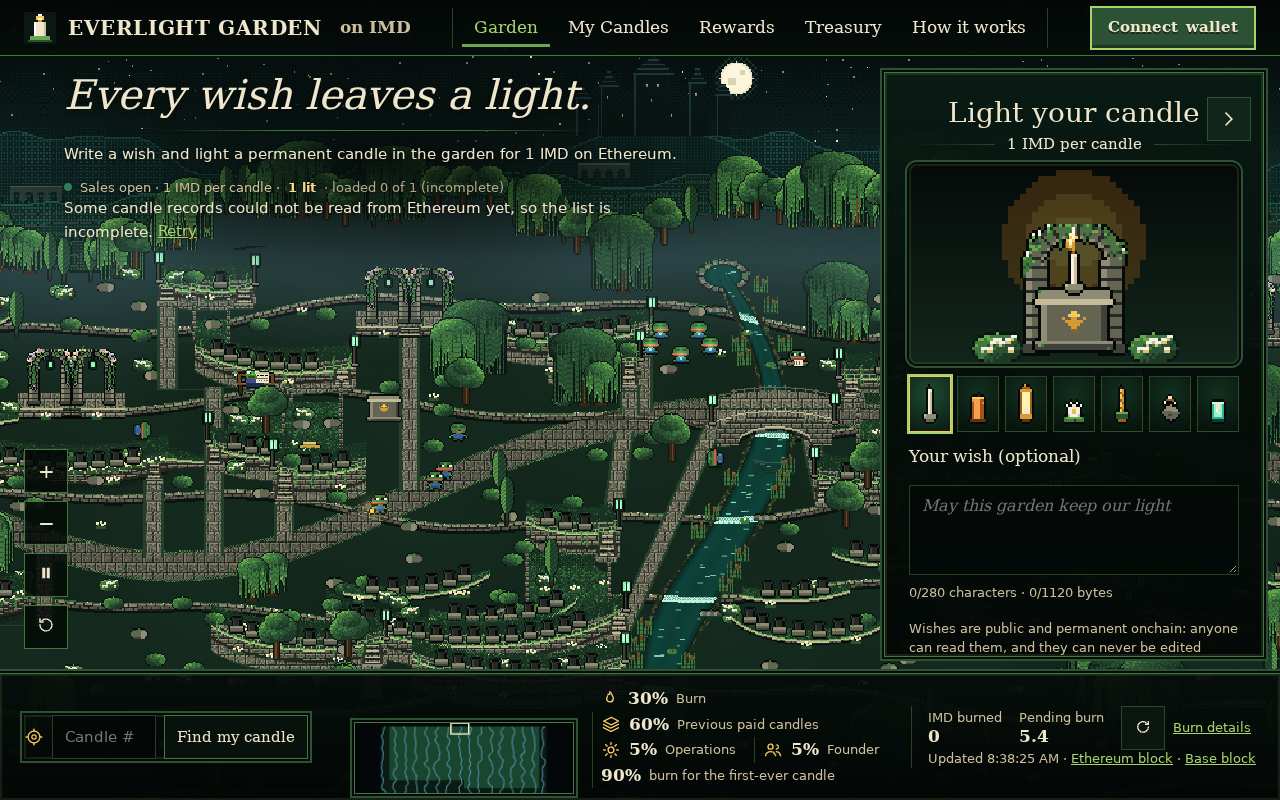 EVERLIGHT GARDEN on IMD Garden My Candles Rewards Treasury How it works Connect wallet
Every wish leaves a light.
Write a wish and light a permanent candle in the garden for 1 IMD on Ethereum.
Sales open · 1 IMD per candle · 1 lit · loaded 0 of 1 (incomplete)
Some candle records could not be read from Ethereum yet, so the list is
incomplete. Retry
Light your candle
1 IMD per candle
Your wish (optional)
May this garden keep our light
0/280 characters · 0/1120 bytes
Wishes are public and permanent onchain: anyone
can read them, and they can never be edited
Candle # Find my candle
30% Burn
60% Previous paid candles
5% Operations 5% Founder
90% burn for the first-ever candle
IMD burned Pending burn
0 5.4
Burn details
Updated 8:38:25 AM · Ethereum block · Base block